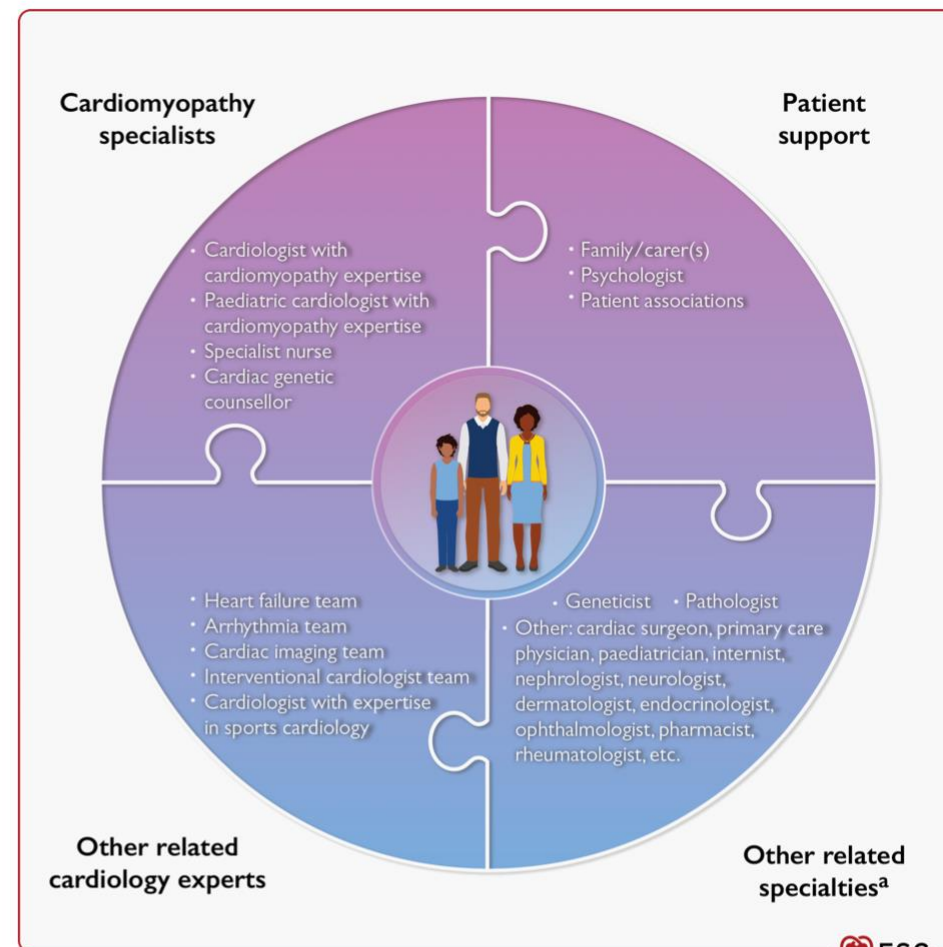 Cardiomyopathy
specialists
Patient
support
• Cardiologist with
cardiomyopathy expertise
• Paediatric cardiologist with
cardiomyopathy expertise
• Specialist nurse
• Cardiac genetic
counsellor
• Family/carer(s)
• Psychologist
• Patient associations
• Heart failure team
• Arrhythmia team
• Cardiac imaging team
• Interventional cardiologist team
• Cardiologist with expertise
in sports cardiology
• Geneticist • Pathologist
• Other: cardiac surgeon, primary care
physician, paediatrician, internist,
nephrologist, neurologist,
dermatologist, endocrinologist,
ophthalmologist, pharmacist,
rheumatologist, etc.
Other related
cardiology experts
Other related
specialtiesᵃ